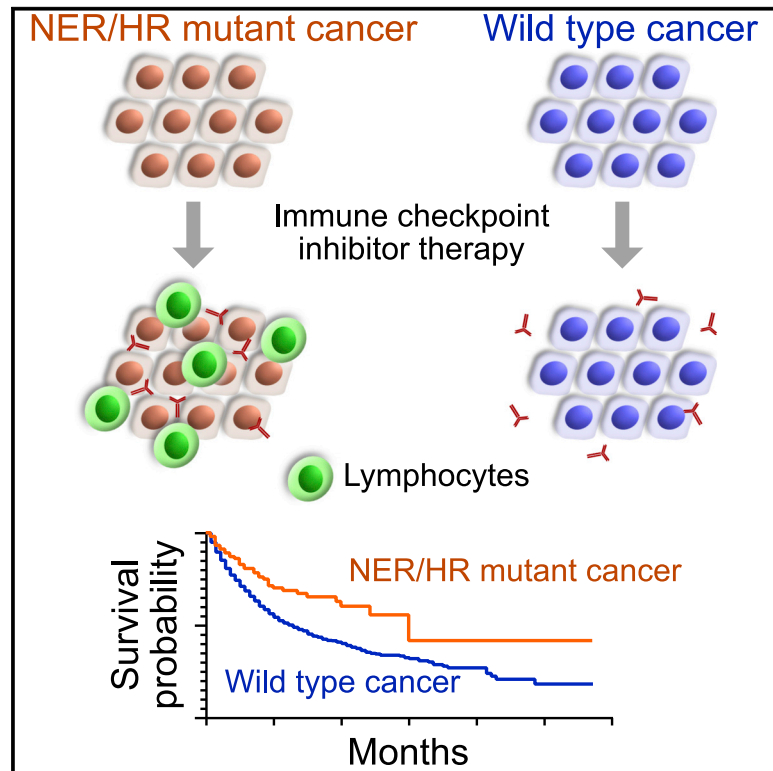 NER/HR mutant cancer
Wild type cancer
Immune checkpoint
inhibitor therapy
Lymphocytes
Survival
probability
NER/HR mutant cancer
Wild type cancer
Months